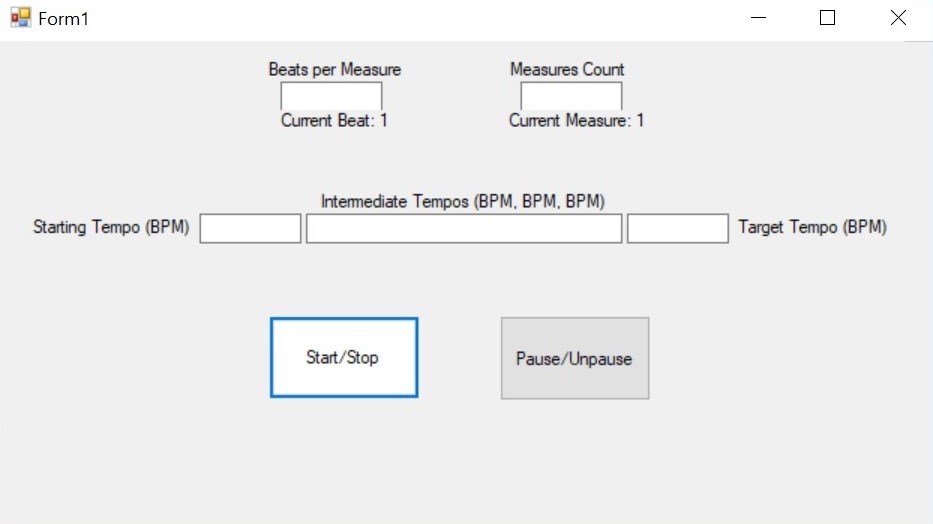 Form1
Beats per Measure
Measures Count
Current Beat: 1
Current Measure: 1
Intermediate Tempos (BPM, BPM, BPM)
Starting Tempo (BPM)
Target Tempo (BPM)
Start/Stop
Pause/Unpause